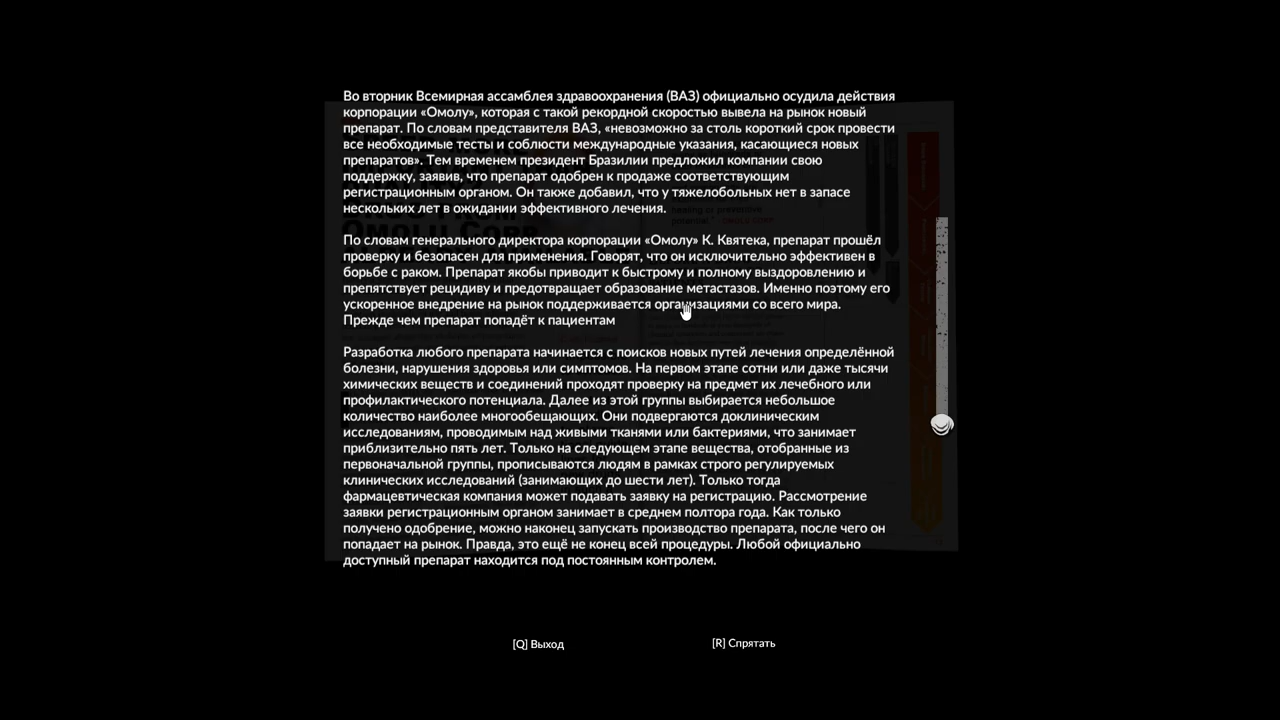 Во вторник Всемирная ассамблея здравоохранения (ВАЗ) официально осудила действия
корпорации «Омолу», которая с такой рекордной скоростью вывела на рынок новый
препарат. По словам представителя ВАЗ, «невозможно за столь короткий срок провести
все необходимые тесты и соблюсти международные указания, касающиеся новых
препаратов». Тем временем президент Бразилии предложил компании свою
поддержку, заявив, что препарат одобрен к продаже соответствующим
регистрационным органом. Он также добавил, что у тяжелобольных нет в запасе
нескольких лет в ожидании эффективного лечения.
По словам генерального директора корпорации «Омолу» К. Квятека, препарат прошёл
проверку и безопасен для применения. Говорят, что он исключительно эффективен в
борьбе с раком. Препарат якобы приводит к быстрому и полному выздоровлению и
препятствует рецидиву и предотвращает образование метастазов. Именно поэтому его
ускоренное внедрение на рынок поддерживается организациями со всего мира.
Прежде чем препарат попадёт к пациентам
Разработка любого препарата начинается с поисков новых путей лечения определённой
болезни, нарушения здоровья или симптомов. На первом этапе сотни или даже тысячи
химических веществ и соединений проходят проверку на предмет их лечебного или
профилактического потенциала. Далее из этой группы выбирается небольшое
количество наиболее многообещающих. Они подвергаются доклиническим
исследованиям, проводимым над живыми тканями или бактериями, что занимает
приблизительно пять лет. Только на следующем этапе вещества, отобранные из
первоначальной группы, прописываются людям в рамках строго регулируемых
клинических исследований (занимающих до шести лет). Только тогда
фармацевтическая компания может подавать заявку на регистрацию. Рассмотрение
заявки регистрационным органом занимает в среднем полтора года. Как только
получено одобрение, можно наконец запускать производство препарата, после чего он
попадает на рынок. Правда, это ещё не конец всей процедуры. Любой официально
доступный препарат находится под постоянным контролем.
[Q] Выход
[R] Спрятать